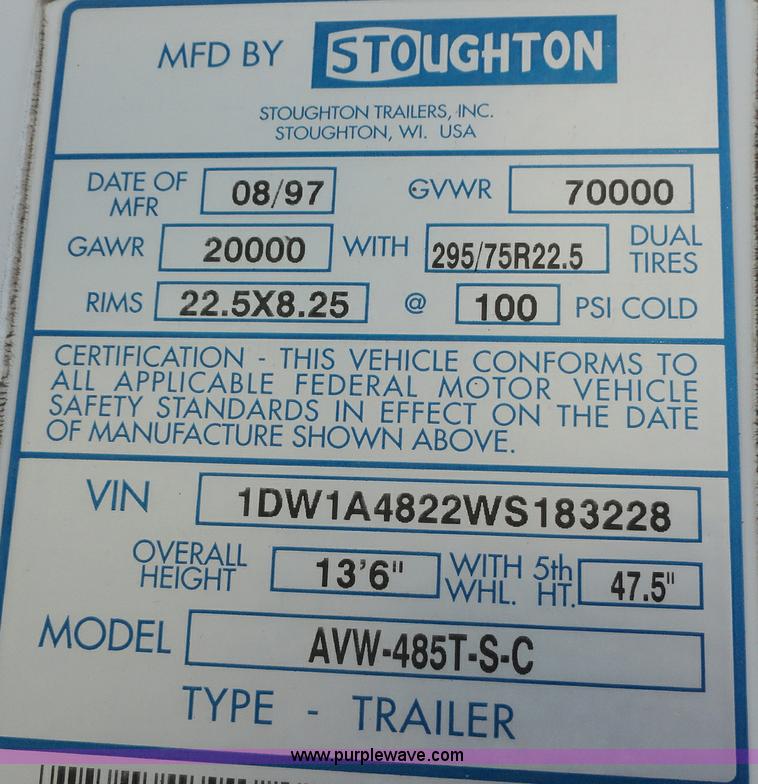 MFD BY STOUGHTON
STOUGHTON TRAILERS, INC.
STOUGHTON, WI. USA
DATE OF MFR 08/97 GVWR 70000
GAWR 20000 WITH 295/75R22.5 DUAL TIRES
RIMS 22.5X8.25 @ 100 PSI COLD
CERTIFICATION - THIS VEHICLE CONFORMS TO
ALL APPLICABLE FEDERAL MOTOR VEHICLE
SAFETY STANDARDS IN EFFECT ON THE DATE
OF MANUFACTURE SHOWN ABOVE.
VIN 1DW1A4822WS183228
OVERALL HEIGHT 13'6" WITH 5th WHL. HT. 47.5"
MODEL AVW-485T-S-C
TYPE - TRAILER
www.purplewave.com